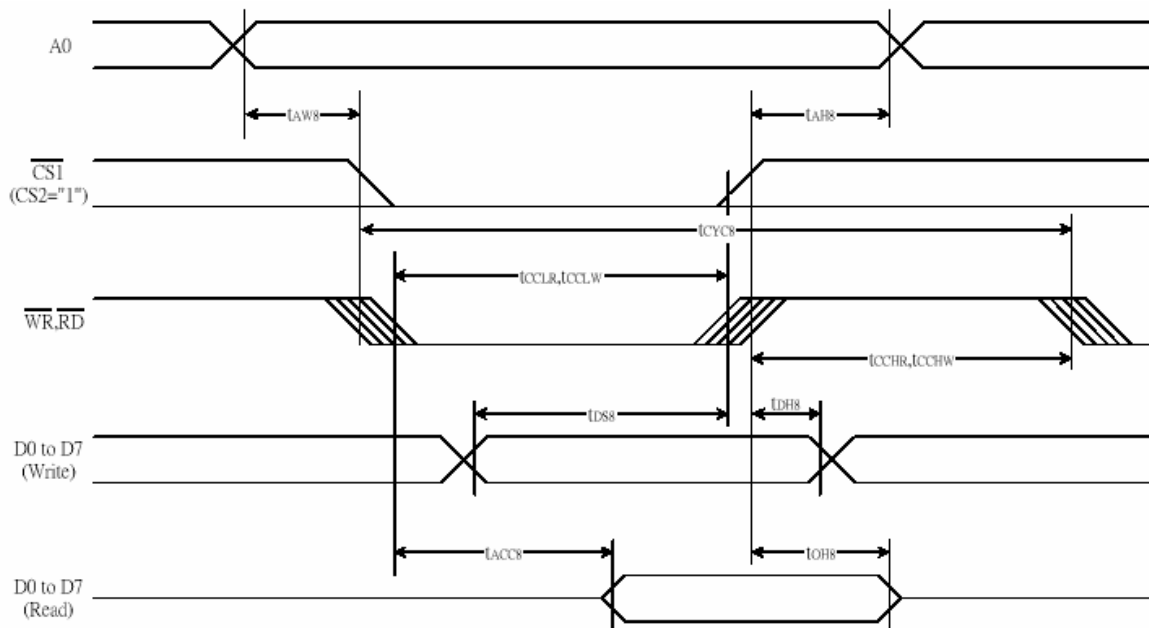 A0
tAW8
tAH8
CS1
(CS2="1")
tCYC8
tCCLR,tCCLW
WR,RD
tCCHR,tCCHW
tDS8
tDH8
D0 to D7
(Write)
tACC8
tOH8
D0 to D7
(Read)